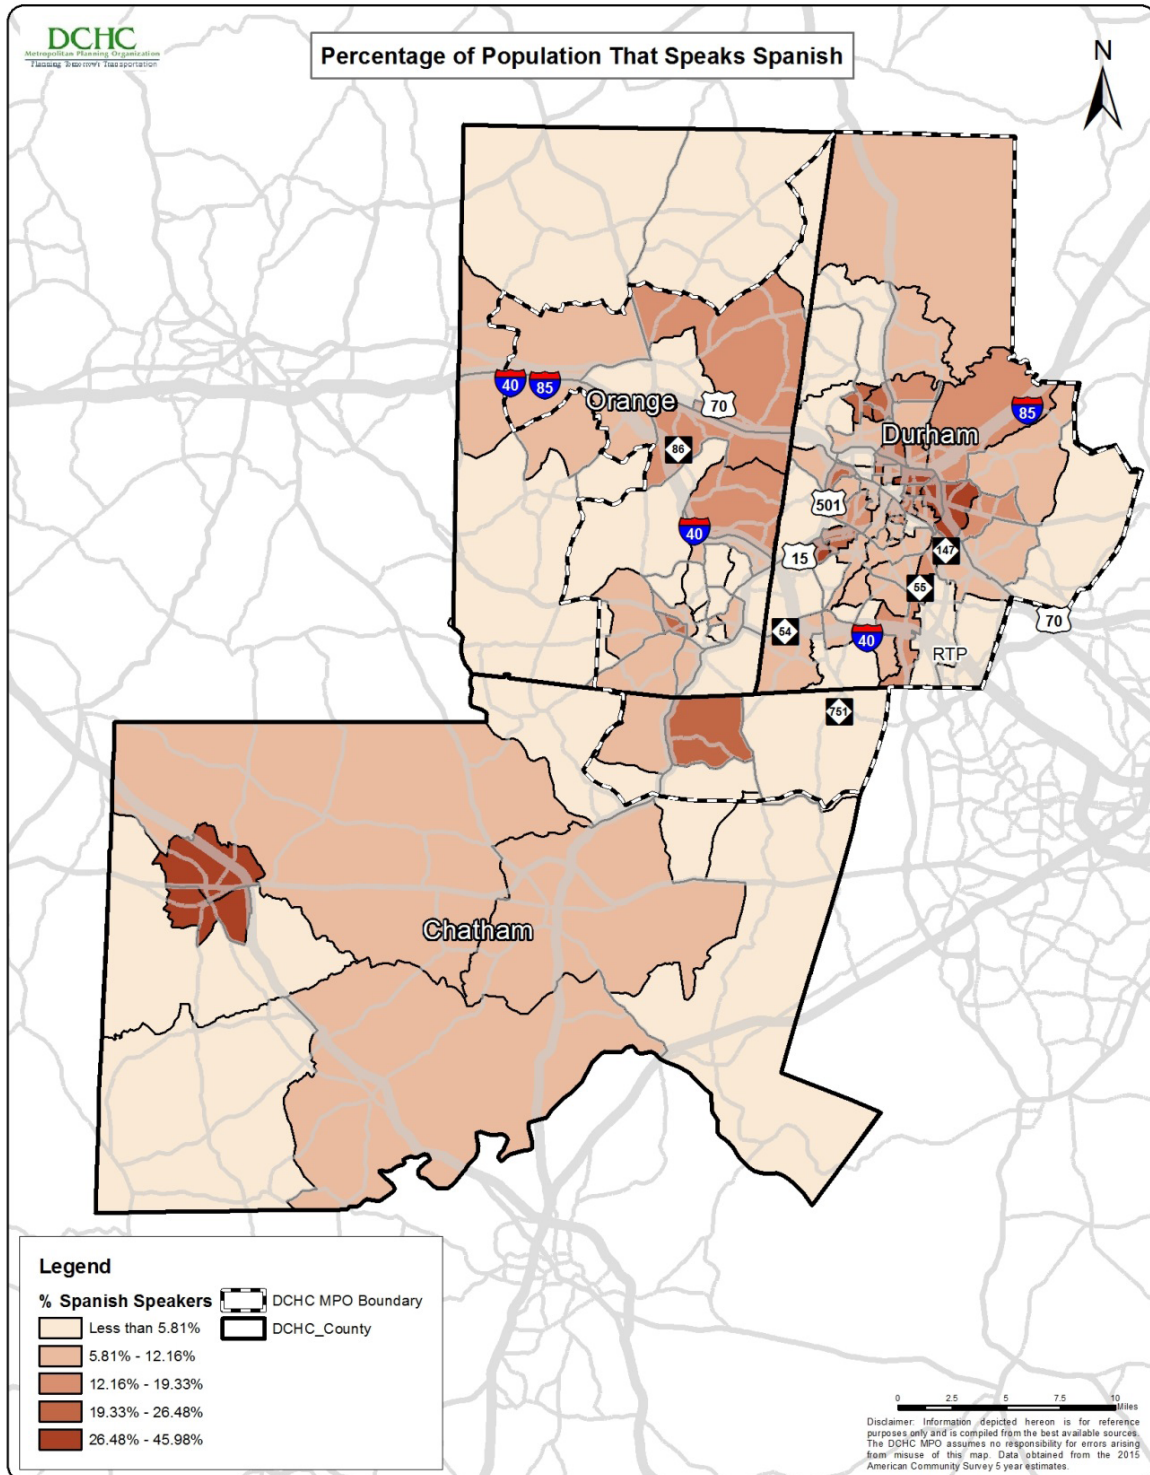 DCHC
Metropolitan Planning Organization
Planning Tomorrow's Transportation
Percentage of Population That Speaks Spanish
N
40
85
Orange
70
86
85
Durham
501
40
15
147
55
54
40
70
RTP
751
Chatham
Legend
% Spanish Speakers
Less than 5.81%
5.81% - 12.16%
12.16% - 19.33%
19.33% - 26.48%
26.48% - 45.98%
DCHC MPO Boundary
DCHC_County
0 2.5 5 7.5 10
Miles
Disclaimer: Information depicted hereon is for reference
purposes only and is compiled from the best available sources.
The DCHC MPO assumes no responsibility for errors arising
from misuse of this map. Data obtained from the 2015
American Community Survey 5 year estimates.